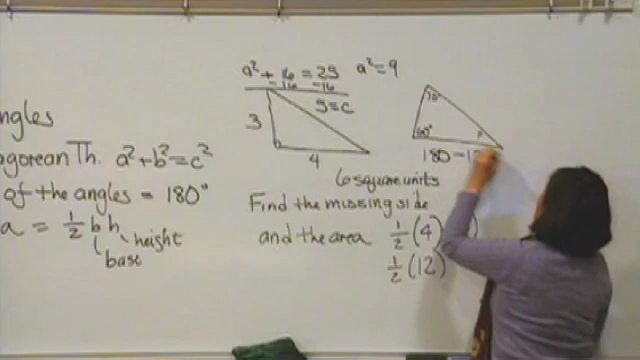 ngles
gorean Th. a²+b²=c²
of the angles = 180°
a = ½ b h
height
base
a² + 16 = 25 a²=9
-16 -16
5=c
3
4
6 square units
Find the missing side
and the area ½ (4)
½ (12)
70°
60°
180 - 1